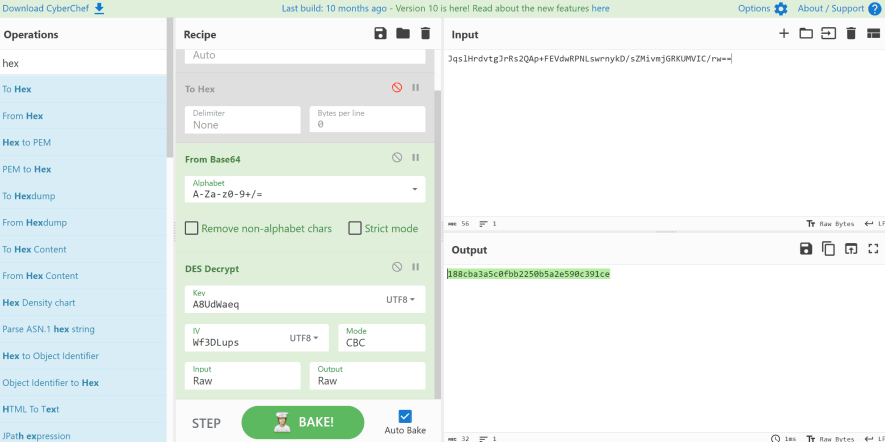 Download CyberChef
Last build: 10 months ago - Version 10 is here! Read about the new features here
Options
About / Support
Operations
hex
To Hex
From Hex
Hex to PEM
PEM to Hex
To Hexdump
From Hexdump
To Hex Content
From Hex Content
Hex Density chart
Parse ASN.1 hex string
Hex to Object Identifier
Object Identifier to Hex
HTML To Text
JPath expression
Recipe
Auto
To Hex
Delimiter
None
Bytes per line
0
From Base64
Alphabet
A-Za-z0-9+/=
Remove non-alphabet chars
Strict mode
DES Decrypt
Key
A8UdWaeq
UTF8
IV
Wf3DLups
UTF8
Mode
CBC
Input
Raw
Output
Raw
STEP
BAKE!
Auto Bake
Input
JqslHrdvtgJrRs2QAp+FEVdwRPNLswrnykD/sZMivmjGRKUMVIC/rw==
ABC 56
1
Tr Raw Bytes
LF
Output
188cba3a5c0fbb2250b5a2e590c391ce
ABC 32
1
1ms
Tr Raw Bytes
LF